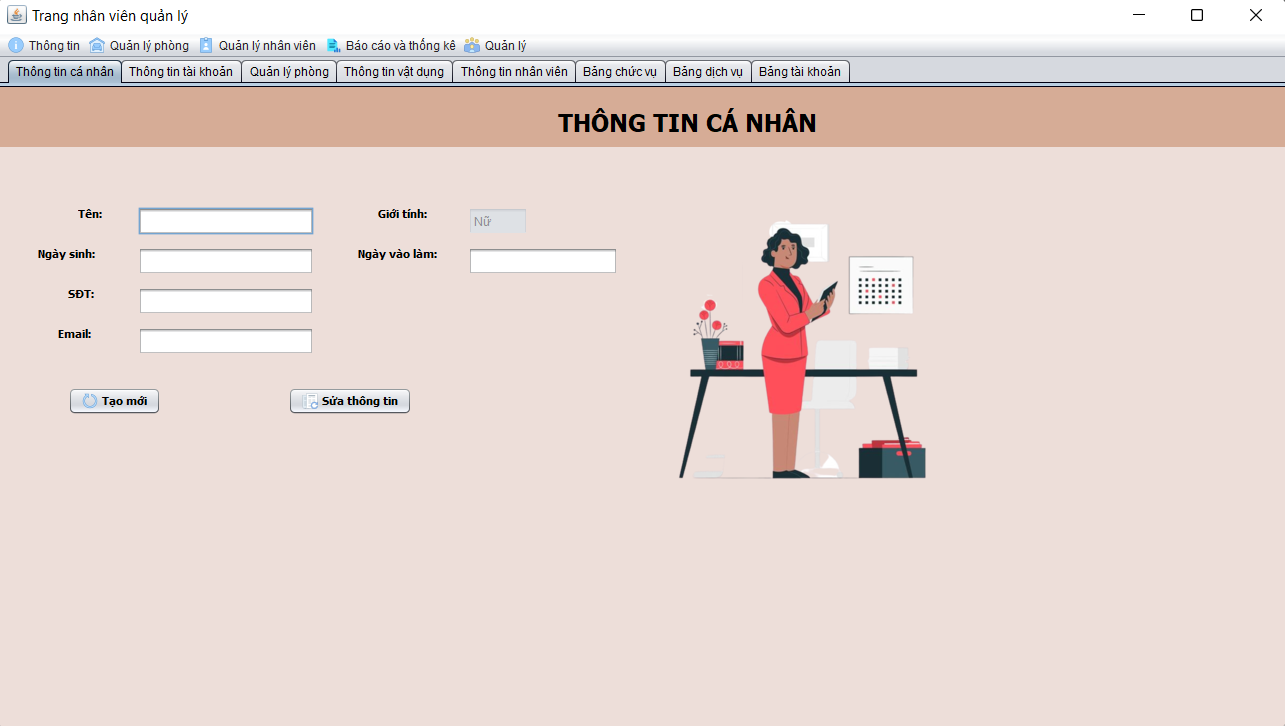 Trang nhân viên quản lý
Thông tin Quản lý phòng Quản lý nhân viên Báo cáo và thống kê Quản lý
Thông tin cá nhân Thông tin tài khoản Quản lý phòng Thông tin vật dụng Thông tin nhân viên Bảng chức vụ Bảng dịch vụ Bảng tài khoản
THÔNG TIN CÁ NHÂN
Tên: Giới tính: Nữ
Ngày sinh: Ngày vào làm:
SĐT:
Email:
Tạo mới Sửa thông tin